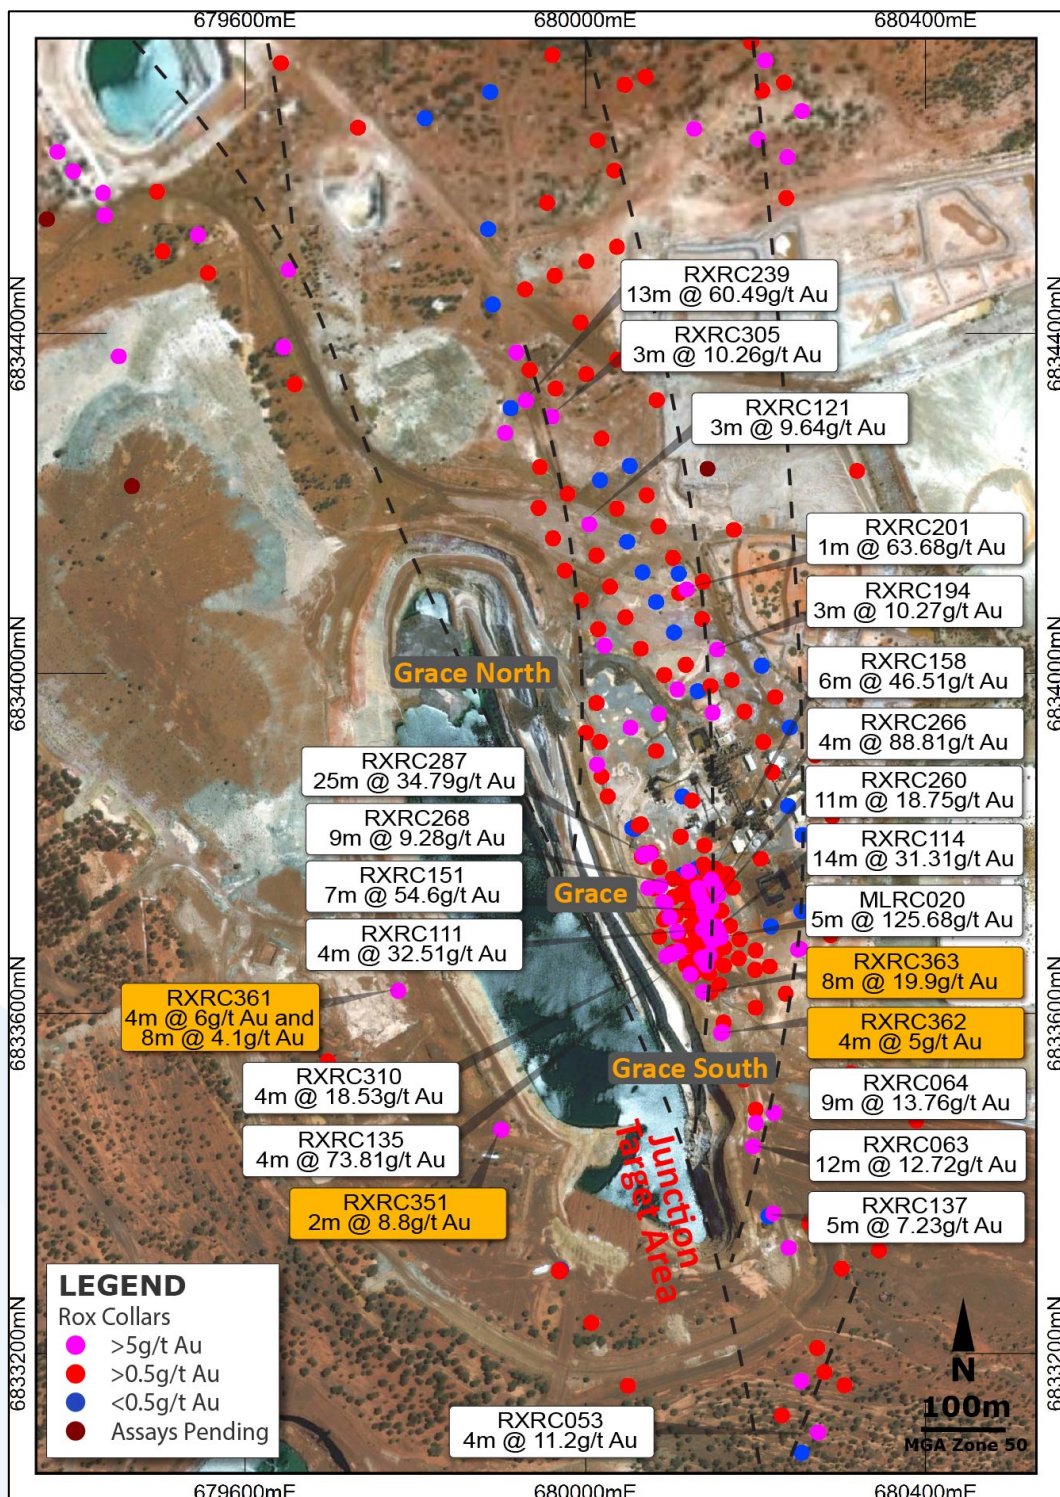 679600mE
680000mE
680400mE
RXRC239
13m @ 60.49g/t Au
6834400mN
6834400mN
RXRC305
3m @ 10.26g/t Au
RXRC121
3m @ 9.64g/t Au
RXRC201
1m @ 63.68g/t Au
RXRC194
3m @ 10.27g/t Au
Grace North
6834000mN
6834000mN
RXRC158
6m @ 46.51g/t Au
RXRC266
4m @ 88.81g/t Au
RXRC287
25m @ 34.79g/t Au
RXRC260
11m @ 18.75g/t Au
RXRC268
9m @ 9.28g/t Au
RXRC114
14m @ 31.31g/t Au
RXRC151
7m @ 54.6g/t Au
Grace
MLRC020
5m @ 125.68g/t Au
RXRC111
4m @ 32.51g/t Au
RXRC363
8m @ 19.9g/t Au
RXRC361
4m @ 6g/t Au and
8m @ 4.1g/t Au
6833600mN
6833600mN
RXRC362
4m @ 5g/t Au
Grace South
RXRC310
4m @ 18.53g/t Au
RXRC064
9m @ 13.76g/t Au
RXRC135
4m @ 73.81g/t Au
RXRC063
12m @ 12.72g/t Au
RXRC351
2m @ 8.8g/t Au
RXRC137
5m @ 7.23g/t Au
Junction
Target Area
LEGEND
Rox Collars
>5g/t Au
>0.5g/t Au
<0.5g/t Au
Assays Pending
6833200mN
6833200mN
N
100m
MGA Zone 50
RXRC053
4m @ 11.2g/t Au
679600mE
680000mE
680400mE